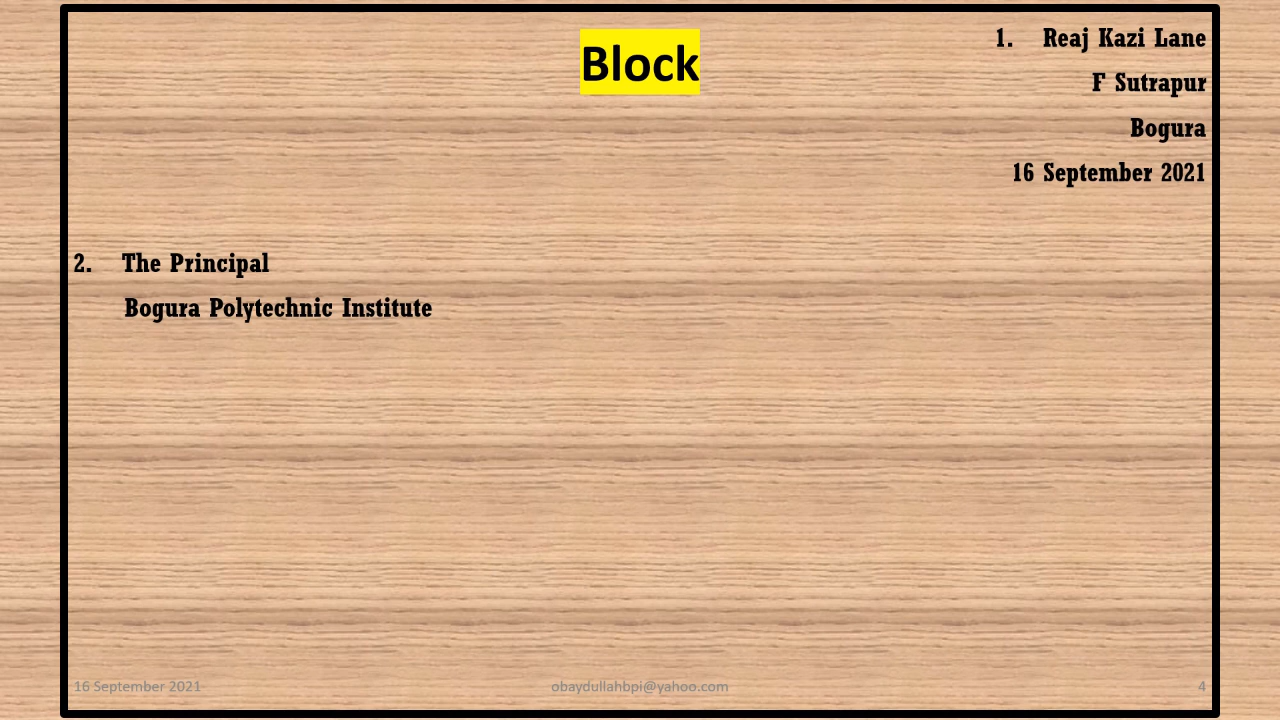 Block
1. Reaj Kazi Lane
F Sutrapur
Bogura
16 September 2021
2. The Principal
Bogura Polytechnic Institute
16 September 2021
obaydullahbpi@yahoo.com
4